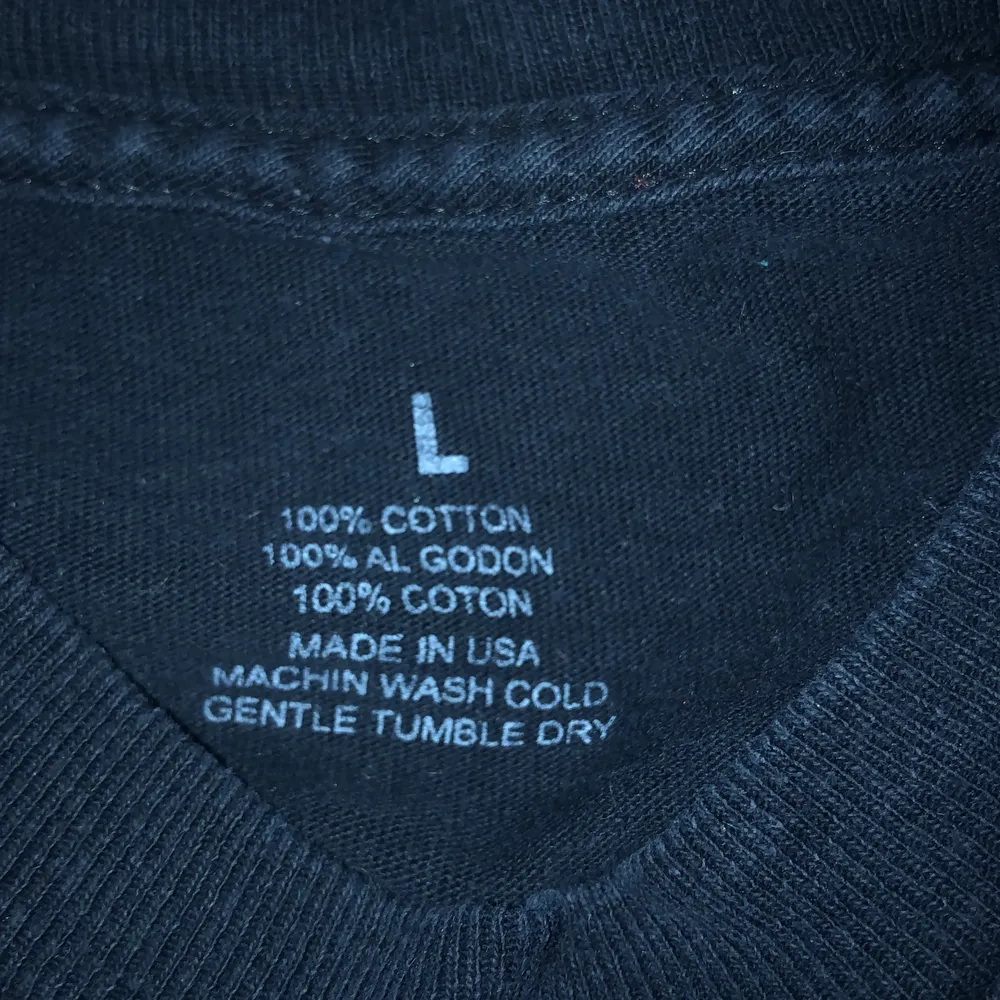 L
100% COTTON
100% AL GODON
100% COTON
MADE IN USA
MACHIN WASH COLD
GENTLE TUMBLE DRY